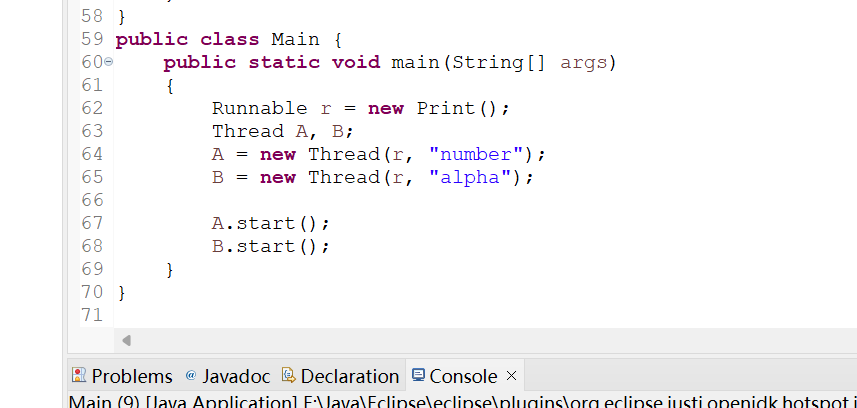 58 }
59 public class Main {
60 public static void main(String[] args)
61 {
62 Runnable r = new Print();
63 Thread A, B;
64 A = new Thread(r, "number");
65 B = new Thread(r, "alpha");
66
67 A.start();
68 B.start();
69 }
70 }
71
Problems @ Javadoc Declaration Console ×
Main (9) [Java Application] E:\Java\Eclipse\eclipse\plugins\org.eclipse.justj.openjdk.hotspot.j